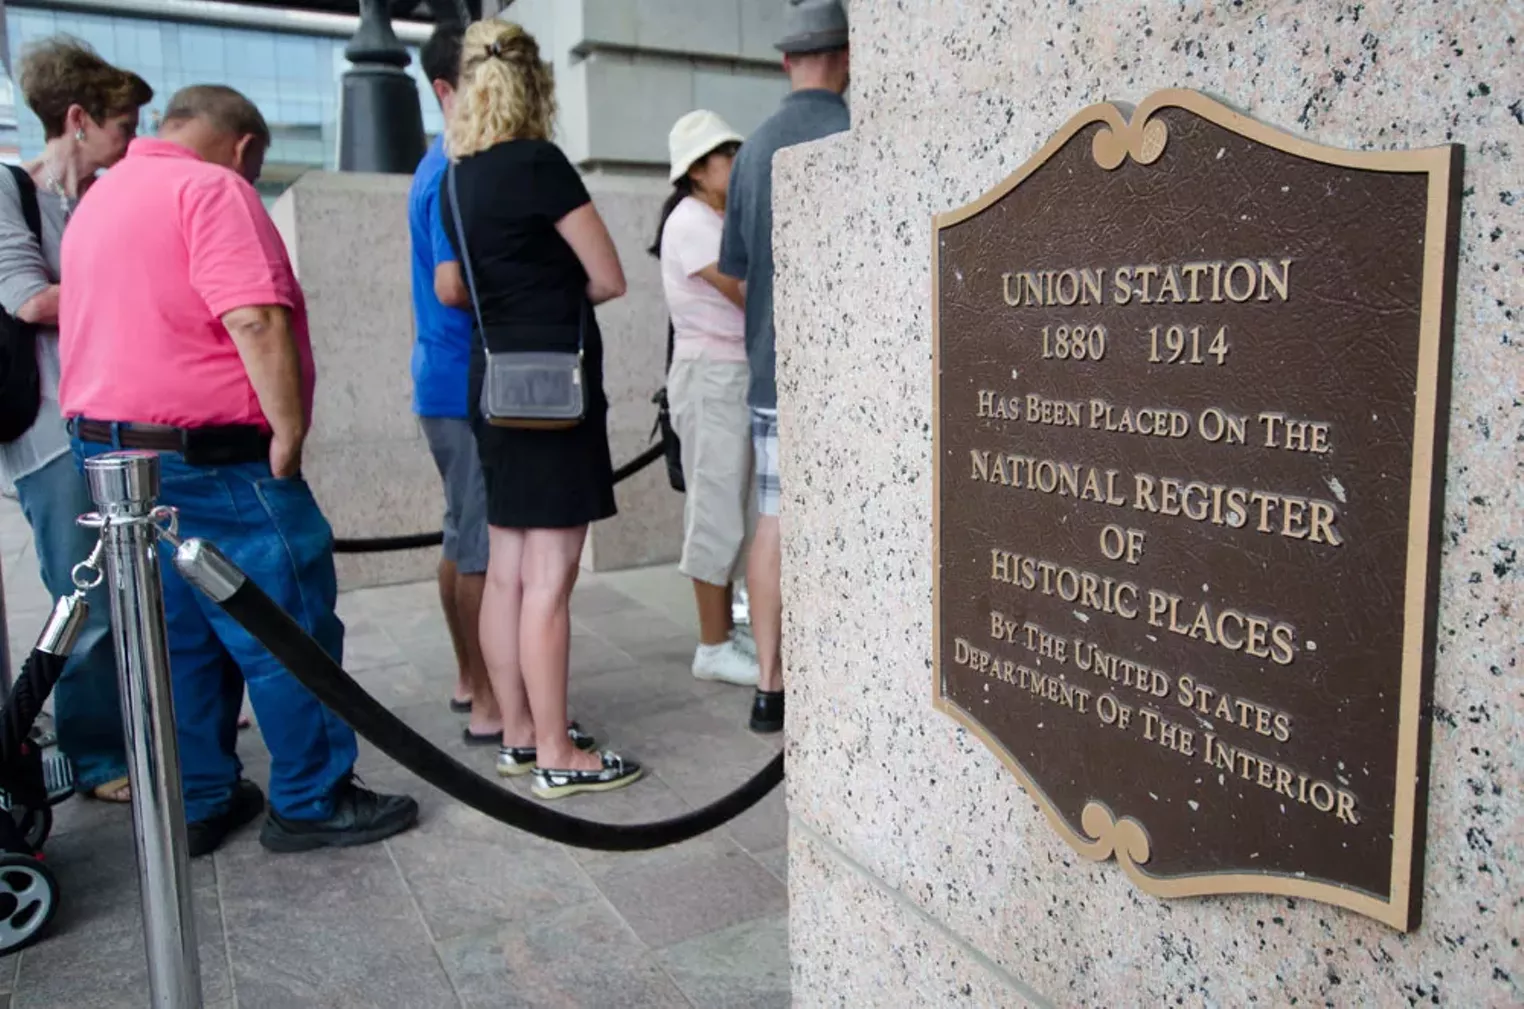 UNION STATION
1880 1914
HAS BEEN PLACED ON THE
NATIONAL REGISTER
OF
HISTORIC PLACES
BY THE UNITED STATES
DEPARTMENT OF THE INTERIOR